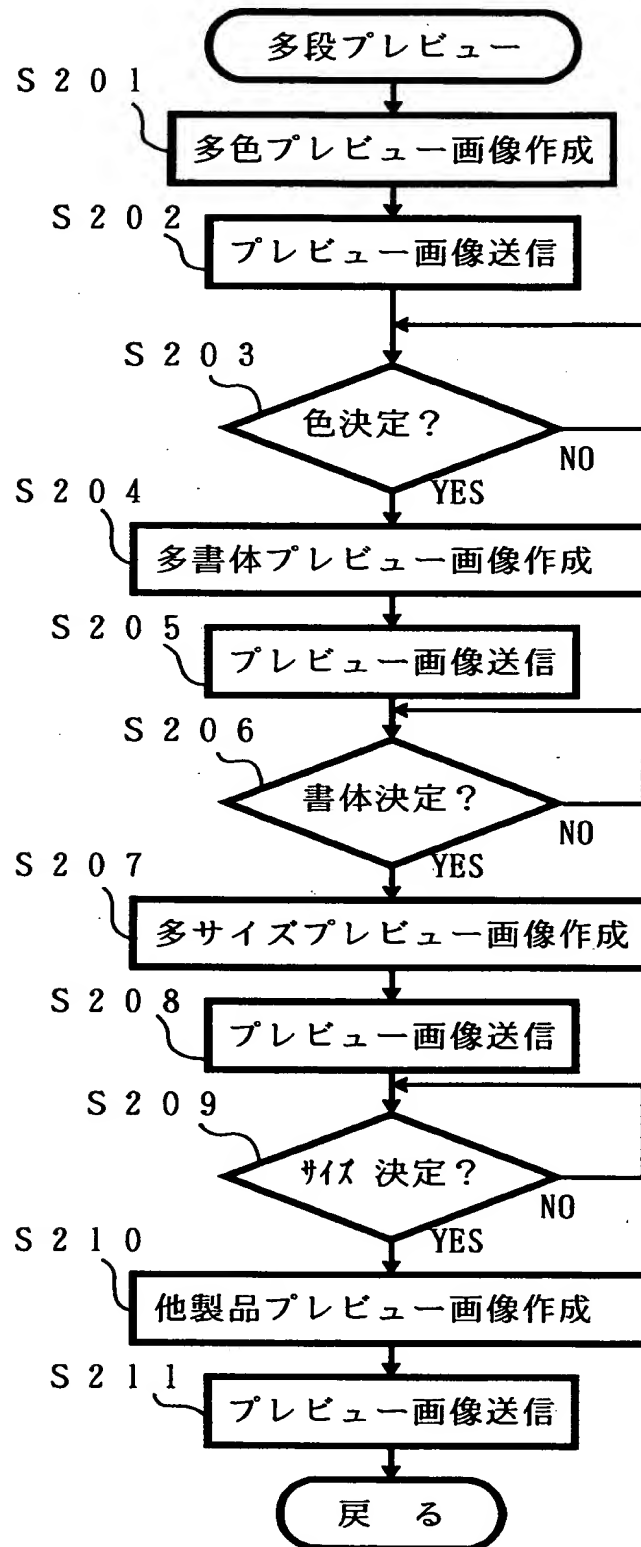 多段プレビュー
S201
多色プレビュー画像作成
S202
プレビュー画像送信
S203
色決定?
NO
YES
S204
多書体プレビュー画像作成
S205
プレビュー画像送信
S206
書体決定?
NO
YES
S207
多サイズプレビュー画像作成
S208
プレビュー画像送信
S209
サイズ 決定?
NO
YES
S210
他製品プレビュー画像作成
S211
プレビュー画像送信
戻 る